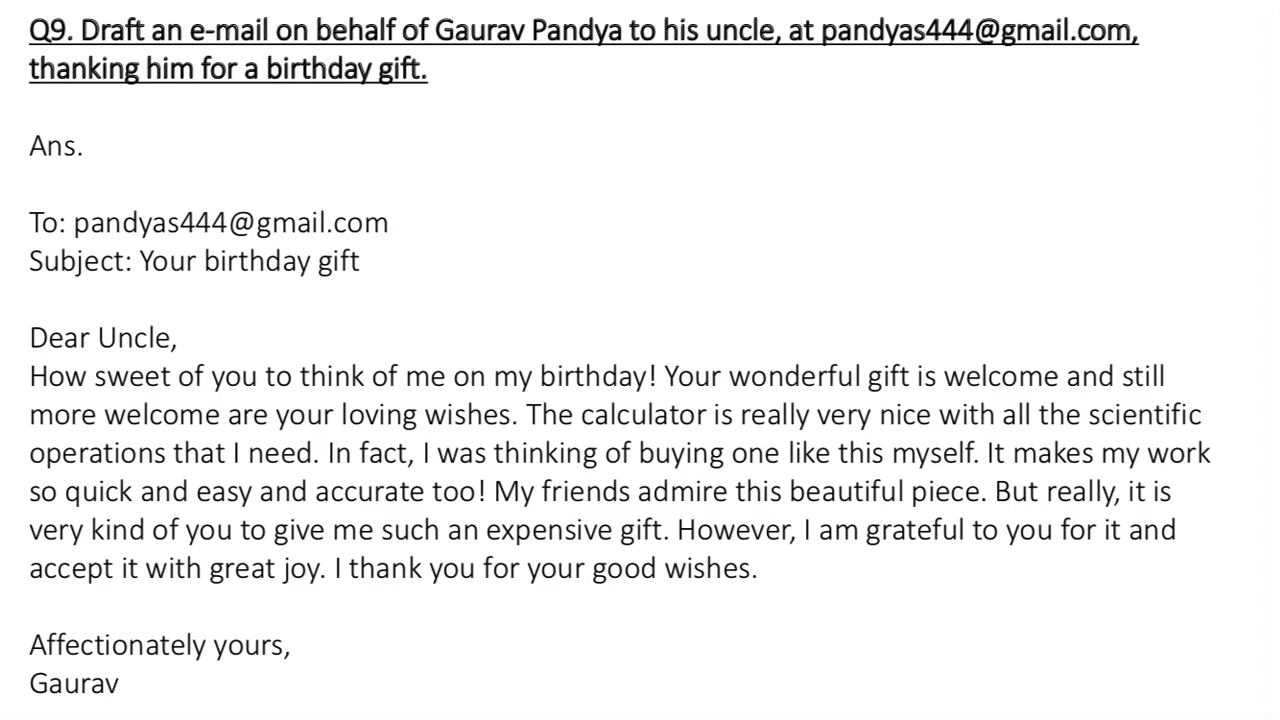 Q9. Draft an e-mail on behalf of Gaurav Pandya to his uncle, at pandyas444@gmail.com,
thanking him for a birthday gift.
Ans.
To: pandyas444@gmail.com
Subject: Your birthday gift
Dear Uncle,
How sweet of you to think of me on my birthday! Your wonderful gift is welcome and still
more welcome are your loving wishes. The calculator is really very nice with all the scientific
operations that I need. In fact, I was thinking of buying one like this myself. It makes my work
so quick and easy and accurate too! My friends admire this beautiful piece. But really, it is
very kind of you to give me such an expensive gift. However, I am grateful to you for it and
accept it with great joy. I thank you for your good wishes.
Affectionately yours,
Gaurav